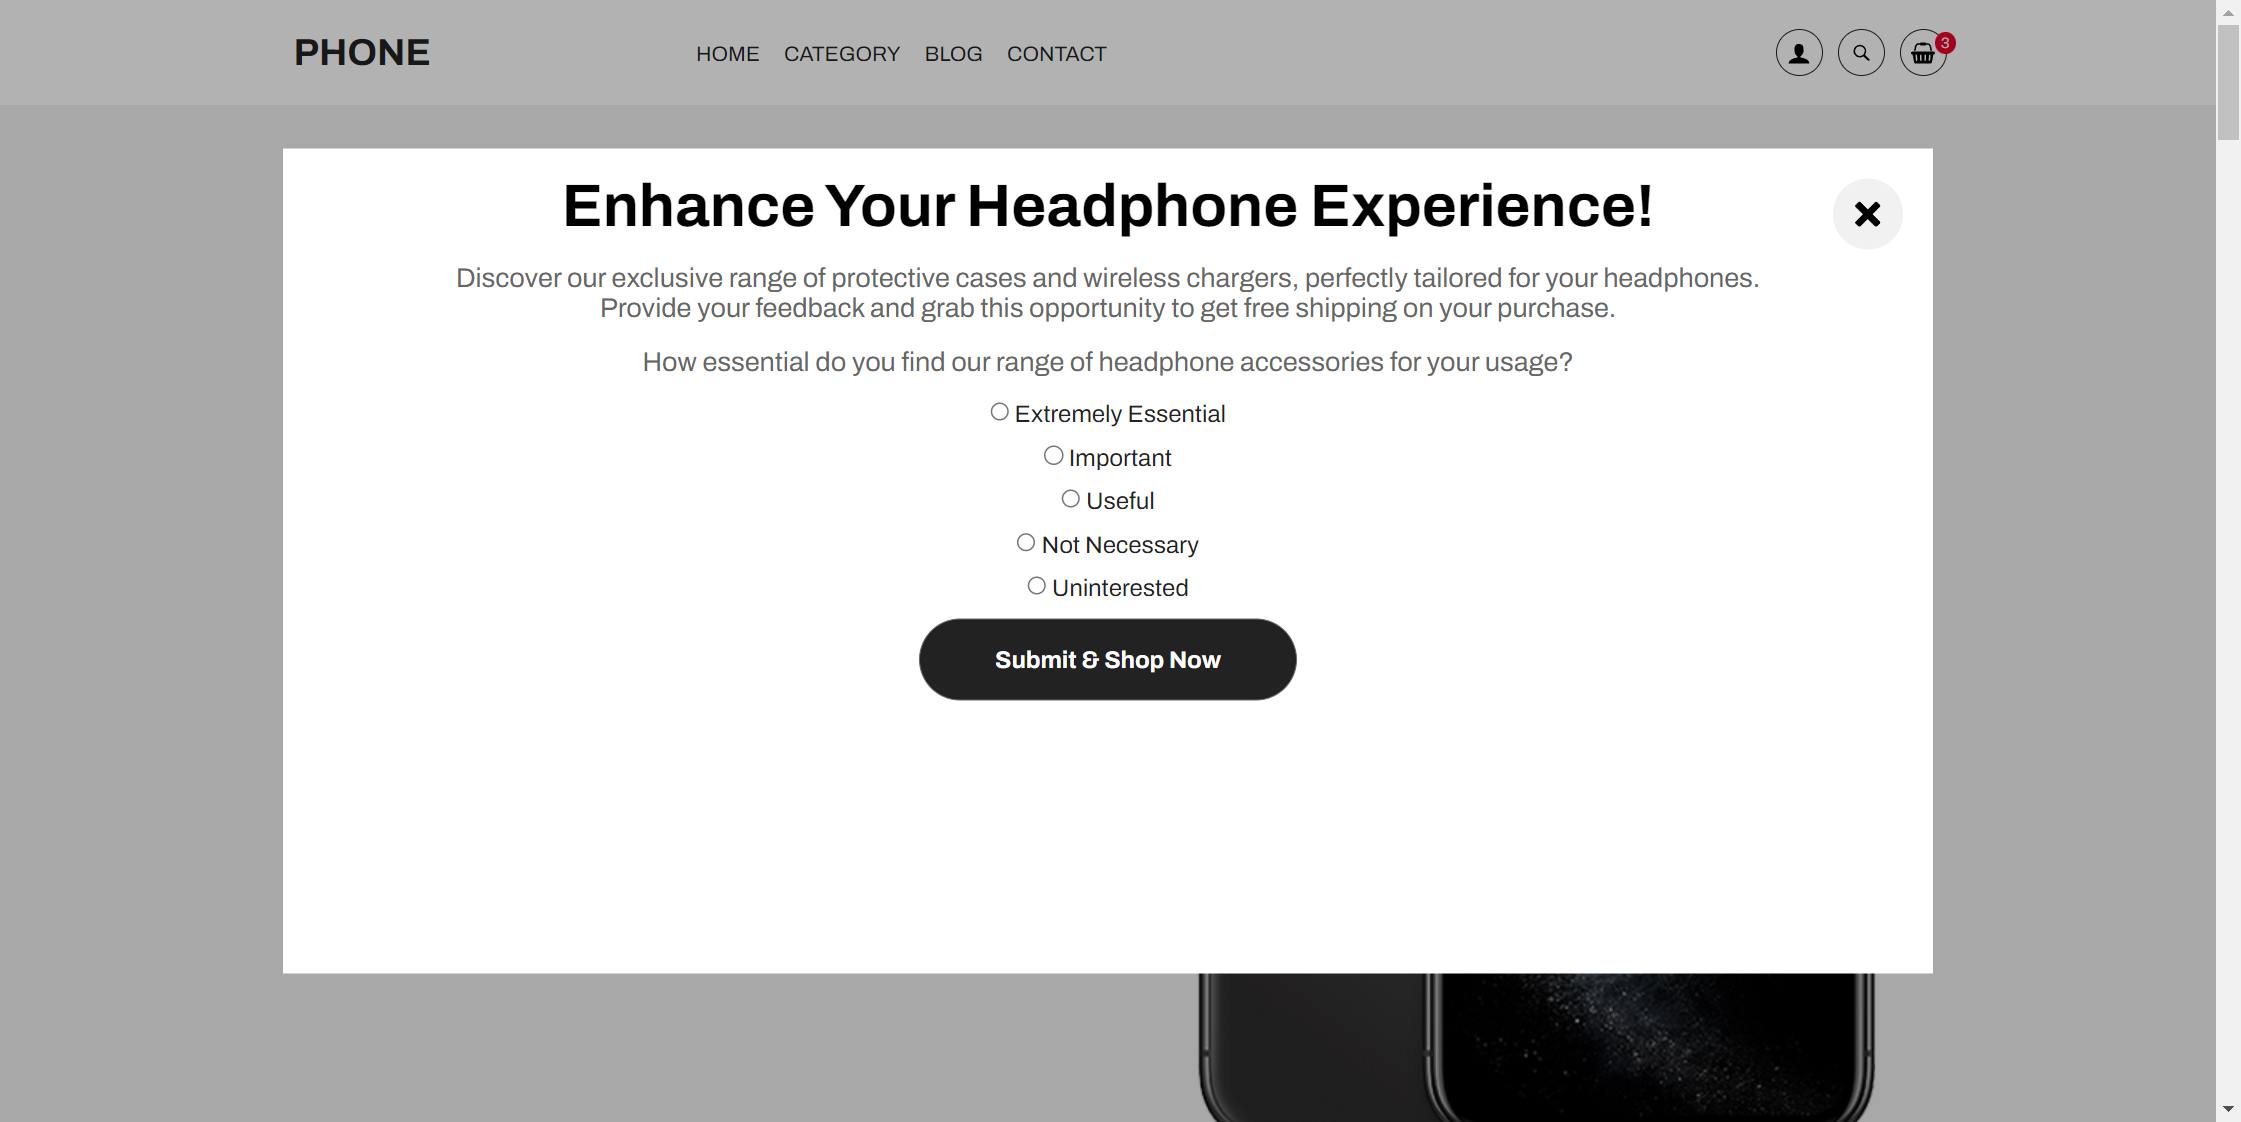 PHONE
HOME CATEGORY BLOG CONTACT
3
Enhance Your Headphone Experience!
Discover our exclusive range of protective cases and wireless chargers, perfectly tailored for your headphones.
Provide your feedback and grab this opportunity to get free shipping on your purchase.
How essential do you find our range of headphone accessories for your usage?
Extremely Essential
Important
Useful
Not Necessary
Uninterested
Submit & Shop Now